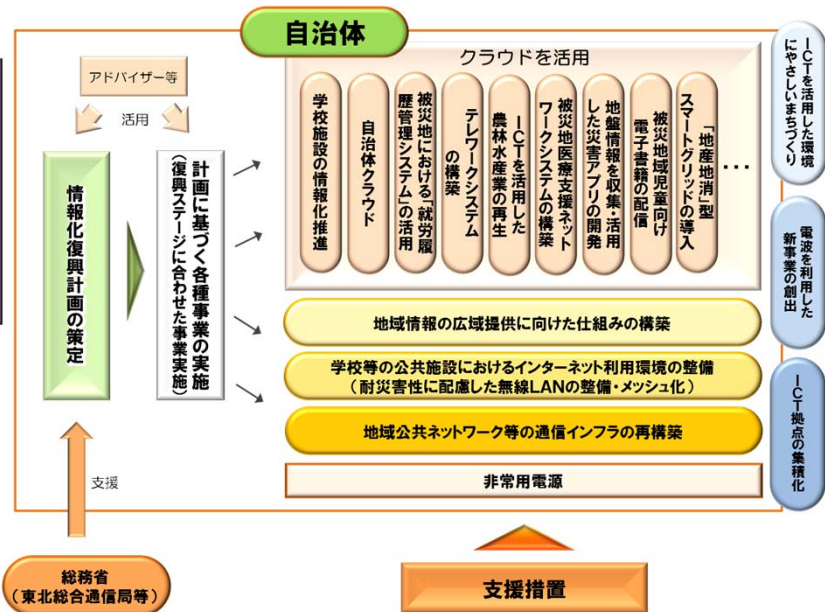 自治体
アドバイザー等
活用
情報化復興計画の策定
計画に基づく各種事業の実施
(復興ステージに合わせた事業実施)
クラウドを活用
学校施設の情報化推進
自治体クラウド
被災地における「就労履
歴管理システム」の活用
テレワークシステム
の構築
ICTを活用した
農林水産業の再生
被災地医療支援ネット
ワークシステムの構築
地盤情報を収集・活用
した災害アプリの開発
被災地域児童向け
電子書籍の配信
「地産地消」型
スマートグリッドの導入
・・・
地域情報の広域提供に向けた仕組みの構築
学校等の公共施設におけるインターネット利用環境の整備
(耐災害性に配慮した無線LANの整備・メッシュ化)
地域公共ネットワーク等の通信インフラの再構築
非常用電源
ICTを活用した環境
にやさしいまちづくり
電波を利用した
新事業の創出
ICT拠点の集積化
支援
総務省
(東北総合通信局等)
支援措置